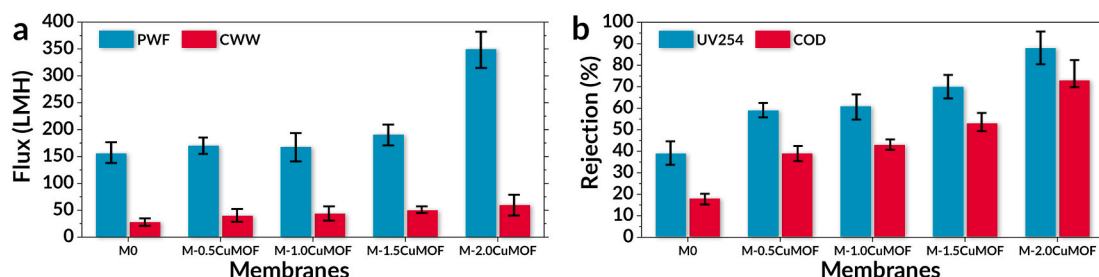 a
PWF CWW
Flux (LMH)
400
350
300
250
200
150
100
50
0
M0 M-0.5CuMOF M-1.0CuMOF M-1.5CuMOF M-2.0CuMOF
Membranes
b
UV254 COD
Rejection (%)
100
90
80
70
60
50
40
30
20
10
0
M0 M-0.5CuMOF M-1.0CuMOF M-1.5CuMOF M-2.0CuMOF
Membranes